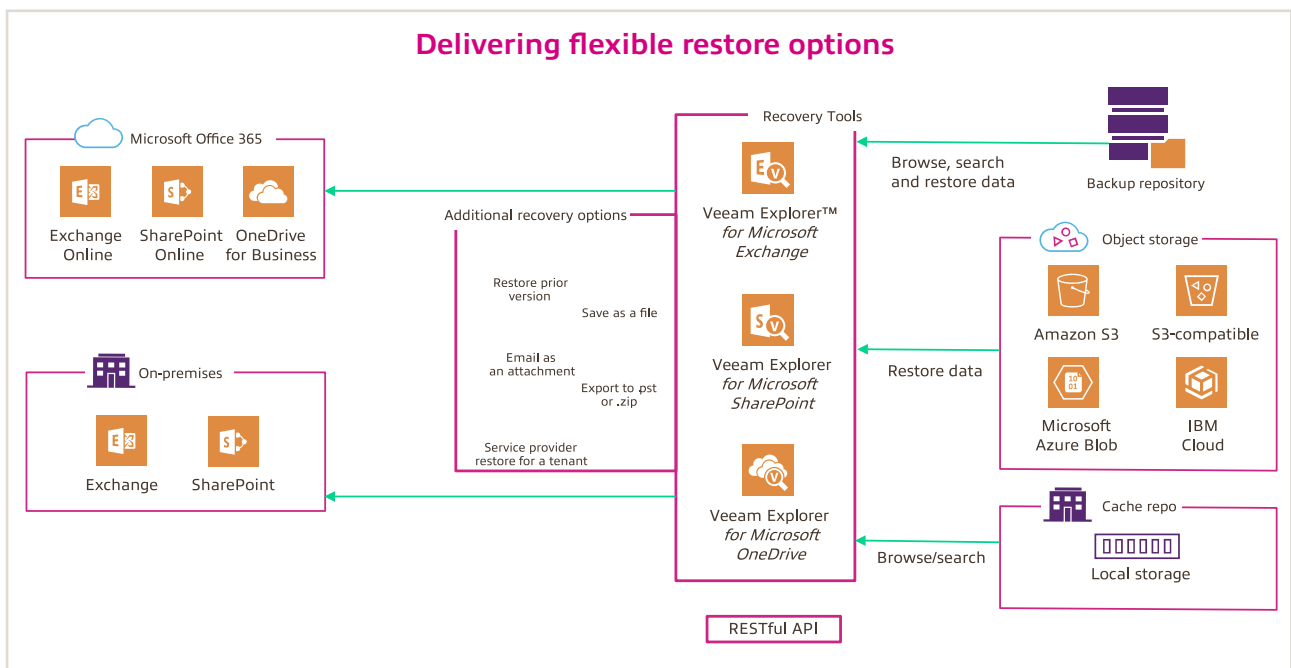 Delivering flexible restore options
Microsoft Office 365
Exchange
Online
SharePoint
Online
OneDrive
for Business
On-premises
Exchange
SharePoint
Additional recovery options
Restore prior
version
Save as a file
Email as
an attachment
Export to .pst
or .zip
Service provider
restore for a tenant
Recovery Tools
Veeam Explorer™
for Microsoft
Exchange
Veeam Explorer
for Microsoft
SharePoint
Veeam Explorer
for Microsoft
OneDrive
RESTful API
Browse, search
and restore data
Backup repository
Restore data
Object storage
Amazon S3
S3-compatible
Microsoft
Azure Blob
IBM
Cloud
Browse/search
Cache repo
Local storage